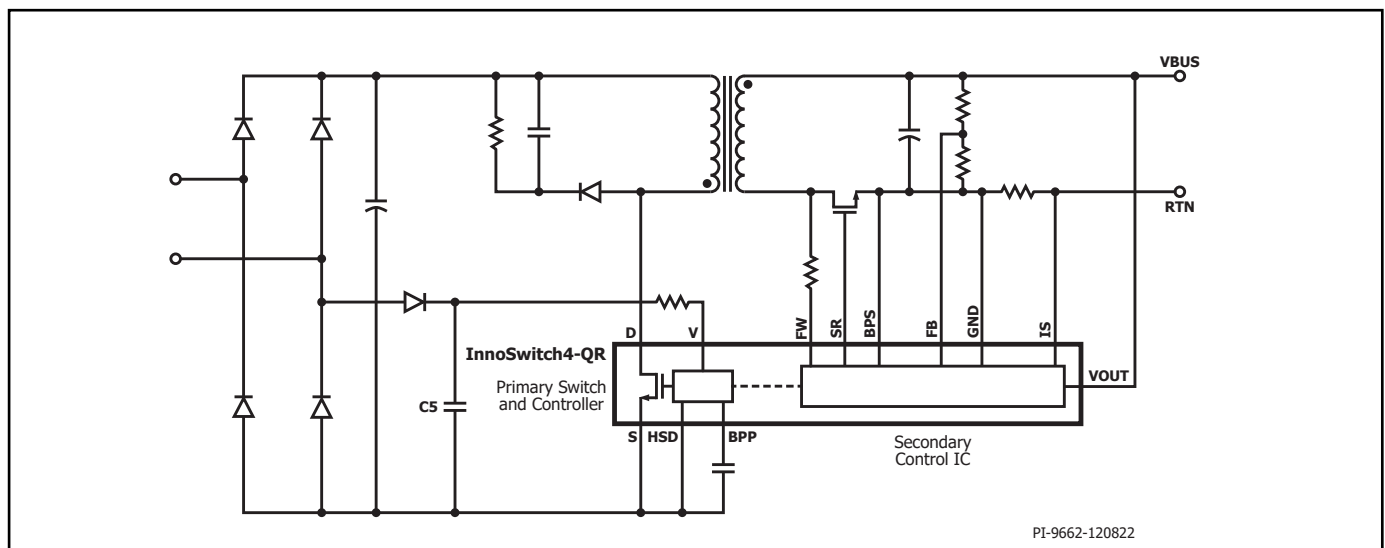 VBUS
RTN
FW
SR
BPS
FB
GND
IS
D
V
InnoSwitch4-QR
Primary Switch
and Controller
VOUT
C5
S
HSD
BPP
Secondary
Control IC
PI-9662-120822